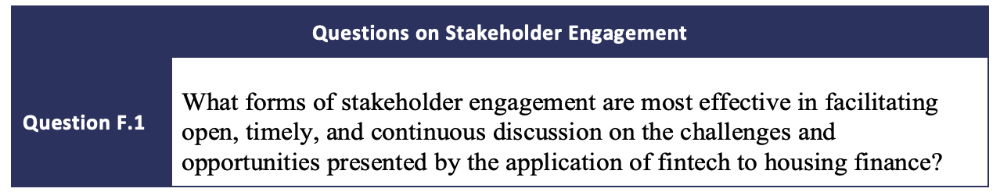 Questions on Stakeholder Engagement
Question F.1
What forms of stakeholder engagement are most effective in facilitating
open, timely, and continuous discussion on the challenges and
opportunities presented by the application of fintech to housing finance?